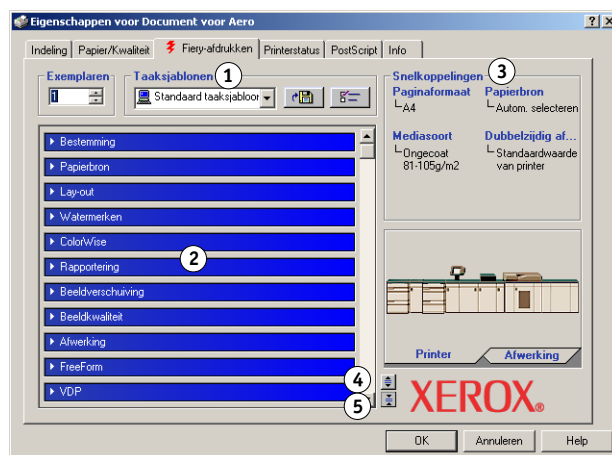 Eigenschappen voor Document voor Aero
Indeling Papier/Kwaliteit Fiery-afdrukken Printerstatus PostScript Info
Exemplaren
1
Taaksjablonen
1
Standaard taaksjabloor
Snelkoppelingen
3
Paginaformaat
A4
Papierbron
Autom. selecteren
Mediasoort
Ongecoat
81-105g/m2
Dubbelzijdig af...
Standaardwaarde
van printer
Bestemming
Papierbron
Lay-out
Watermerken
ColorWise
Rapportering
2
Beeldverschuiving
Beeldkwaliteit
Afwerking
FreeForm
VDP
4
5
Printer
Afwerking
XEROX®
OK Annuleren Help